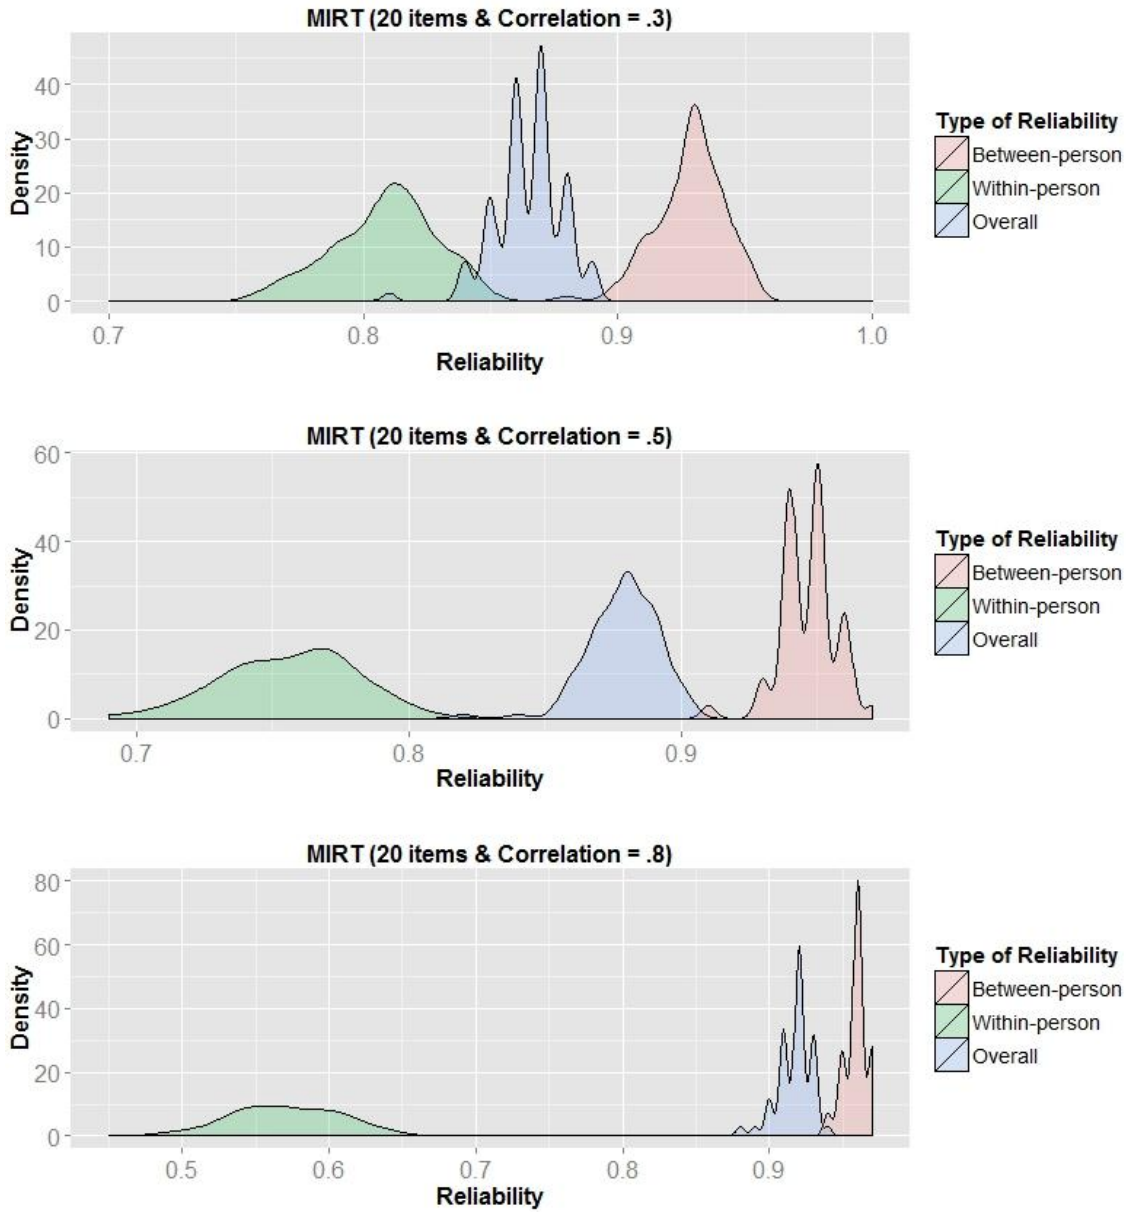 MIRT (20 items & Correlation = .3)
40
30
20
10
0
Density
0.7 0.8 0.9 1.0
Reliability
Type of Reliability
Between-person
Within-person
Overall
MIRT (20 items & Correlation = .5)
60
40
20
0
Density
0.7 0.8 0.9
Reliability
Type of Reliability
Between-person
Within-person
Overall
MIRT (20 items & Correlation = .8)
80
60
40
20
0
Density
0.5 0.6 0.7 0.8 0.9
Reliability
Type of Reliability
Between-person
Within-person
Overall